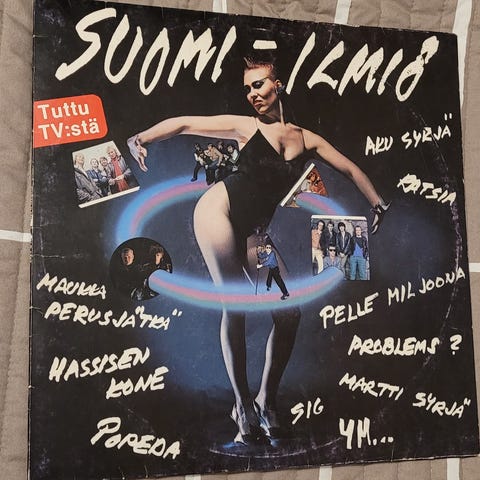 SUOMI-ILMIÖ
Tuttu
TV:stä
AKU SYRJÄ
RATSIA
MAUKKA
PERUSJÄTKÄ
HASSISEN
KONE
POPEDA
PELLE MILJOONA
PROBLEMS?
MARTTI SYRJÄ
SIG
YM...